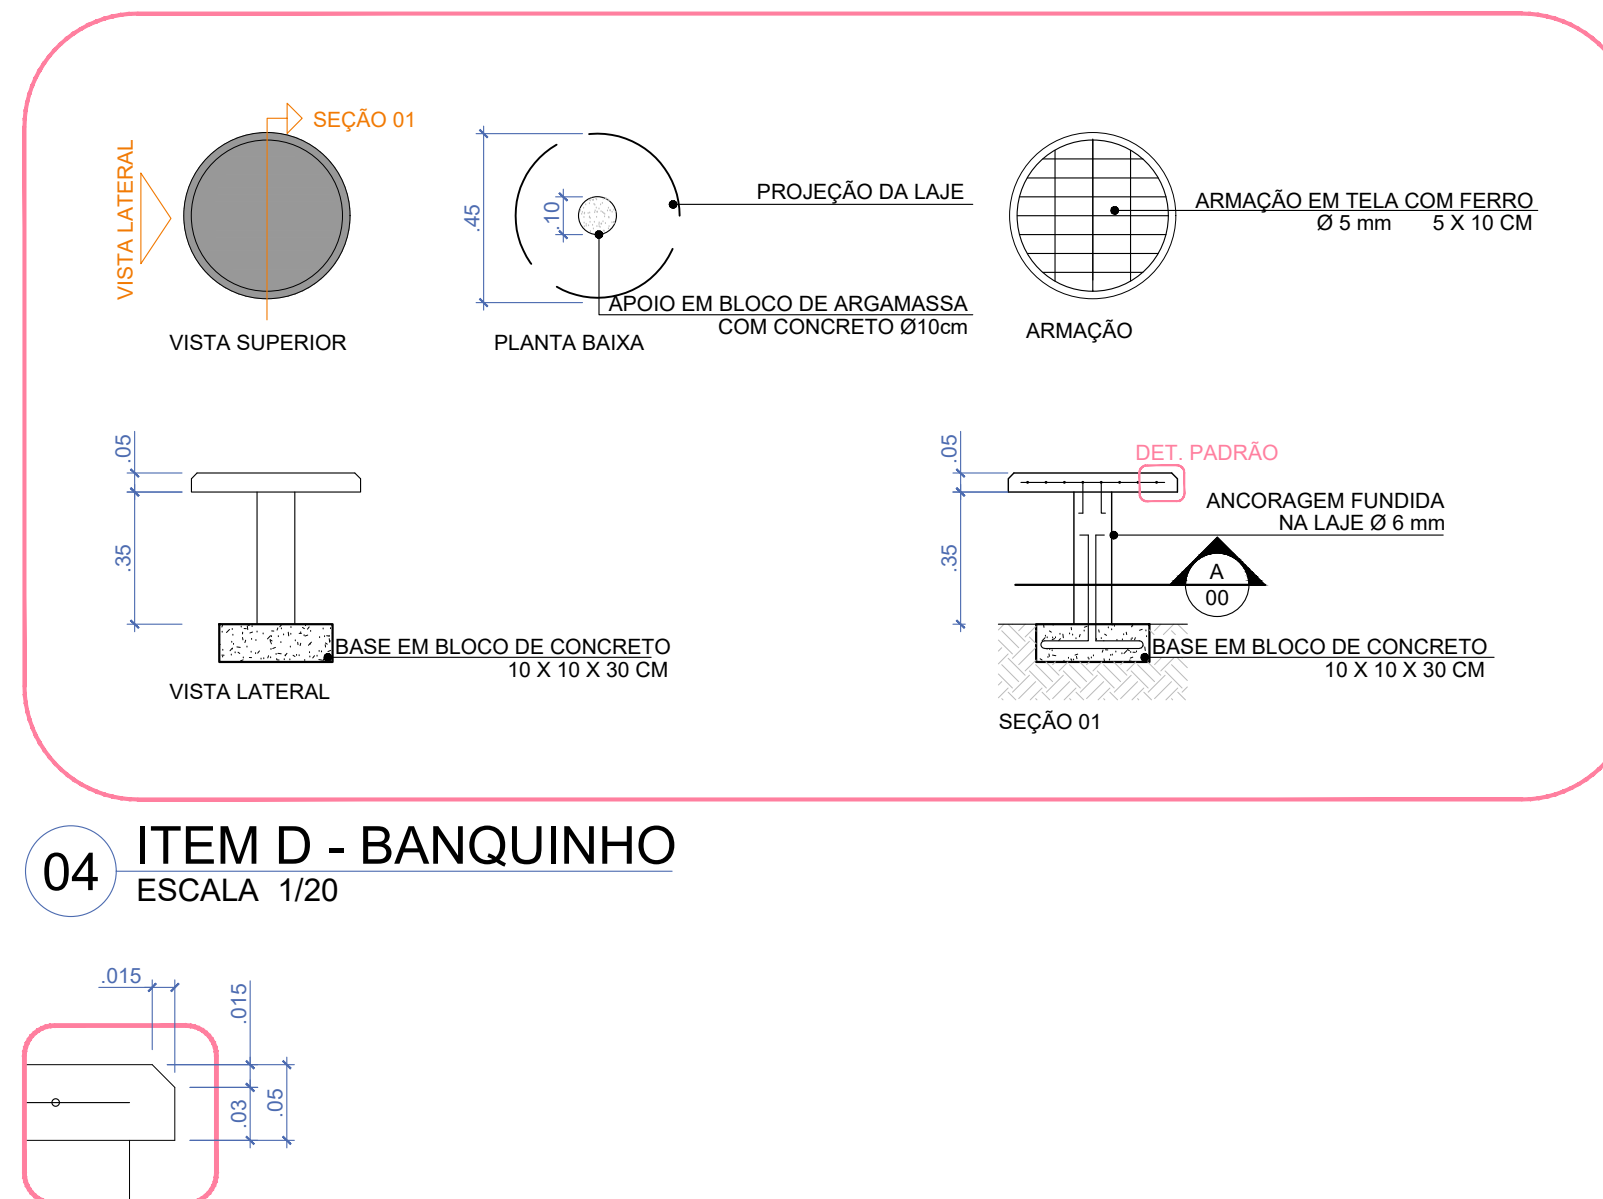 SEÇÃO 01
VISTA LATERAL
VISTA SUPERIOR
.45
.10
PROJEÇÃO DA LAJE
APOIO EM BLOCO DE ARGAMASSA
COM CONCRETO Ø10cm
PLANTA BAIXA
ARMAÇÃO EM TELA COM FERRO
Ø 5 mm 5 X 10 CM
ARMAÇÃO
.05
.35
BASE EM BLOCO DE CONCRETO
10 X 10 X 30 CM
VISTA LATERAL
.05
.35
DET. PADRÃO
ANCORAGEM FUNDIDA
NA LAJE Ø 6 mm
A
00
BASE EM BLOCO DE CONCRETO
10 X 10 X 30 CM
SEÇÃO 01
04
ITEM D - BANQUINHO
ESCALA 1/20
.015
.015
.03
.05